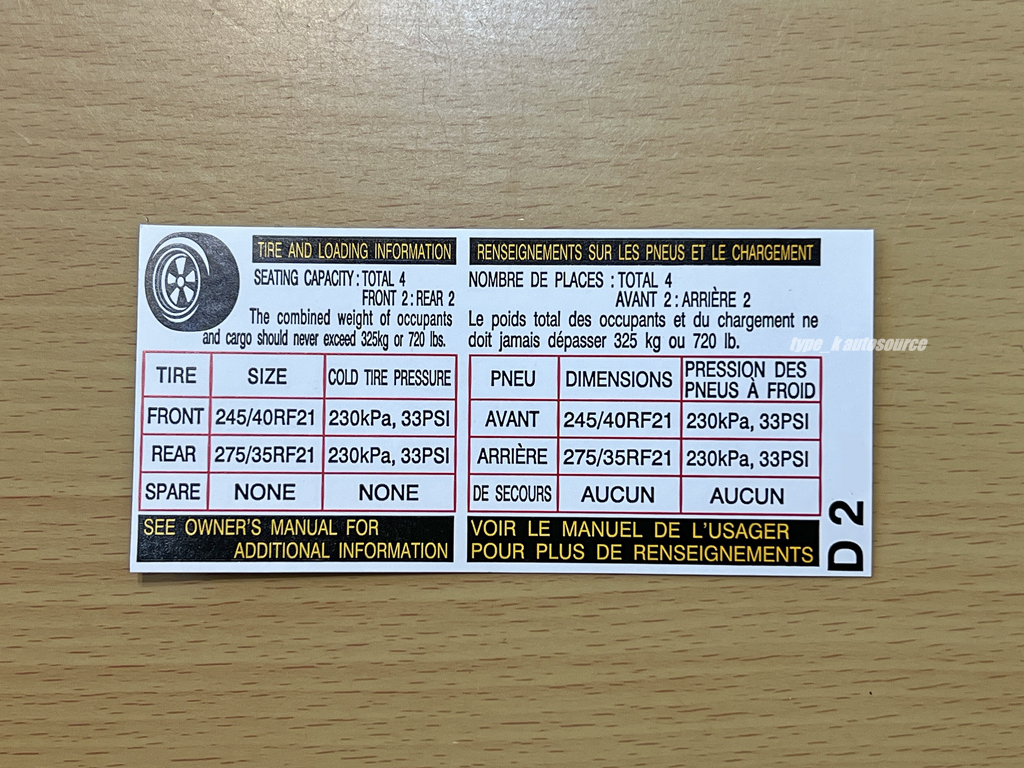 TIRE AND LOADING INFORMATION
SEATING CAPACITY : TOTAL 4
FRONT 2 : REAR 2
The combined weight of occupants
and cargo should never exceed 325kg or 720 lbs.
TIRE SIZE COLD TIRE PRESSURE
FRONT 245/40RF21 230kPa, 33PSI
REAR 275/35RF21 230kPa, 33PSI
SPARE NONE NONE
SEE OWNER'S MANUAL FOR
ADDITIONAL INFORMATION
RENSEIGNEMENTS SUR LES PNEUS ET LE CHARGEMENT
NOMBRE DE PLACES : TOTAL 4
AVANT 2 : ARRIÈRE 2
Le poids total des occupants et du chargement ne
doit jamais dépasser 325 kg ou 720 lb.
PNEU DIMENSIONS PRESSION DES
PNEUS À FROID
AVANT 245/40RF21 230kPa, 33PSI
ARRIÈRE 275/35RF21 230kPa, 33PSI
DE SECOURS AUCUN AUCUN
VOIR LE MANUEL DE L'USAGER
POUR PLUS DE RENSEIGNEMENTS
D2
type_k autosource